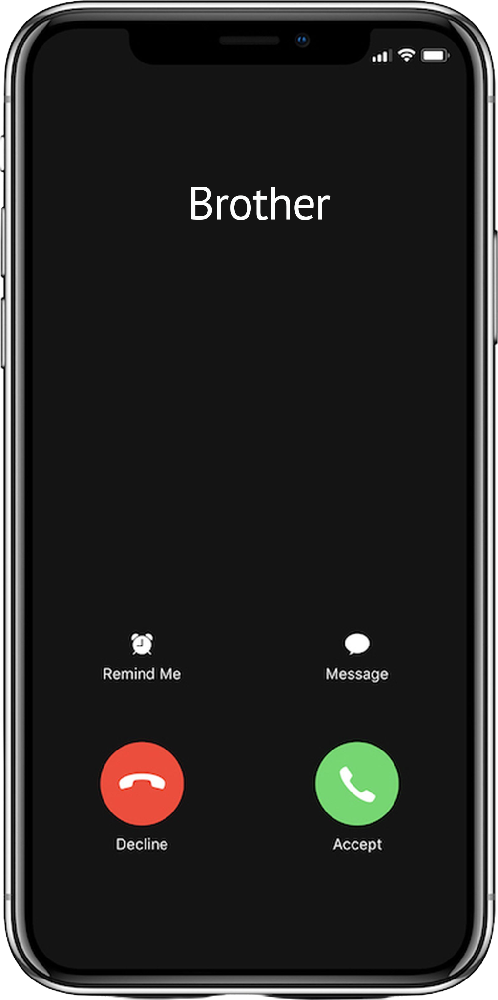 Brother
Remind Me
Message
Decline
Accept